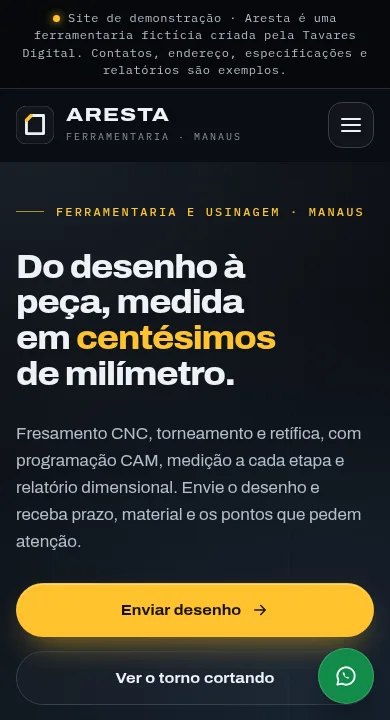 Site de demonstração · Aresta é uma
ferramentaria fictícia criada pela Tavares
Digital. Contatos, endereço, especificações e
relatórios são exemplos.
ARESTA
FERRAMENTARIA · MANAUS
FERRAMENTARIA E USINAGEM · MANAUS
Do desenho à
peça, medida
em centésimos
de milímetro.
Fresamento CNC, torneamento e retífica, com
programação CAM, medição a cada etapa e
relatório dimensional. Envie o desenho e
receba prazo, material e os pontos que pedem
atenção.
Enviar desenho →
Ver o torno cortando